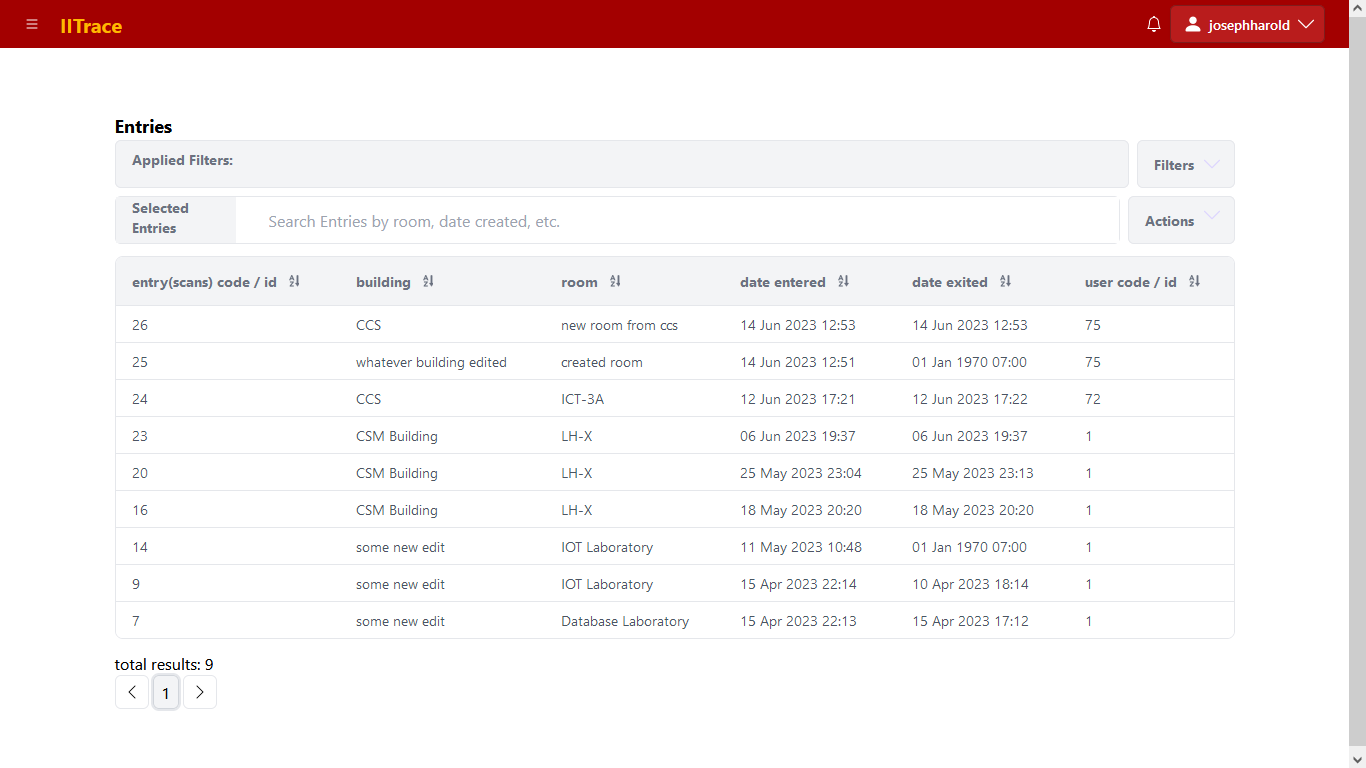 IITrace
josephharold
Entries
Applied Filters:
Filters
Selected
Entries
Search Entries by room, date created, etc.
Actions
entry(scans) code / id building room date entered date exited user code / id
26 CCS new room from ccs 14 Jun 2023 12:53 14 Jun 2023 12:53 75
25 whatever building edited created room 14 Jun 2023 12:51 01 Jan 1970 07:00 75
24 CCS ICT-3A 12 Jun 2023 17:21 12 Jun 2023 17:22 72
23 CSM Building LH-X 06 Jun 2023 19:37 06 Jun 2023 19:37 1
20 CSM Building LH-X 25 May 2023 23:04 25 May 2023 23:13 1
16 CSM Building LH-X 18 May 2023 20:20 18 May 2023 20:20 1
14 some new edit IOT Laboratory 11 May 2023 10:48 01 Jan 1970 07:00 1
9 some new edit IOT Laboratory 15 Apr 2023 22:14 10 Apr 2023 18:14 1
7 some new edit Database Laboratory 15 Apr 2023 22:13 15 Apr 2023 17:12 1
total results: 9
1